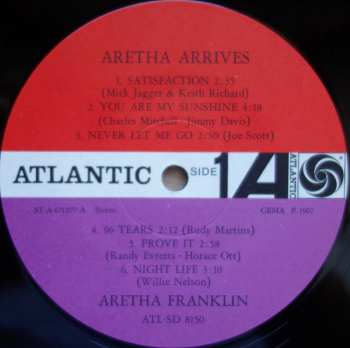 ARETHA ARRIVES
1. SATISFACTION 2:35
(Mick Jagger & Keith Richard)
2. YOU ARE MY SUNSHINE 4:18
(Charles Mitchell - Jimmy Davis)
3. NEVER LET ME GO 2:50 (Joe Scott)
ATLANTIC SIDE 1 A ATLANTIC
Stereo GEMA P. 1967
4. 96 TEARS 2:12 (Rudy Martins)
5. PROVE IT 2:58
(Randy Evretts - Horace Ott)
6. NIGHT LIFE 3:10
(Willie Nelson)
ARETHA FRANKLIN
ATL-SD 8150